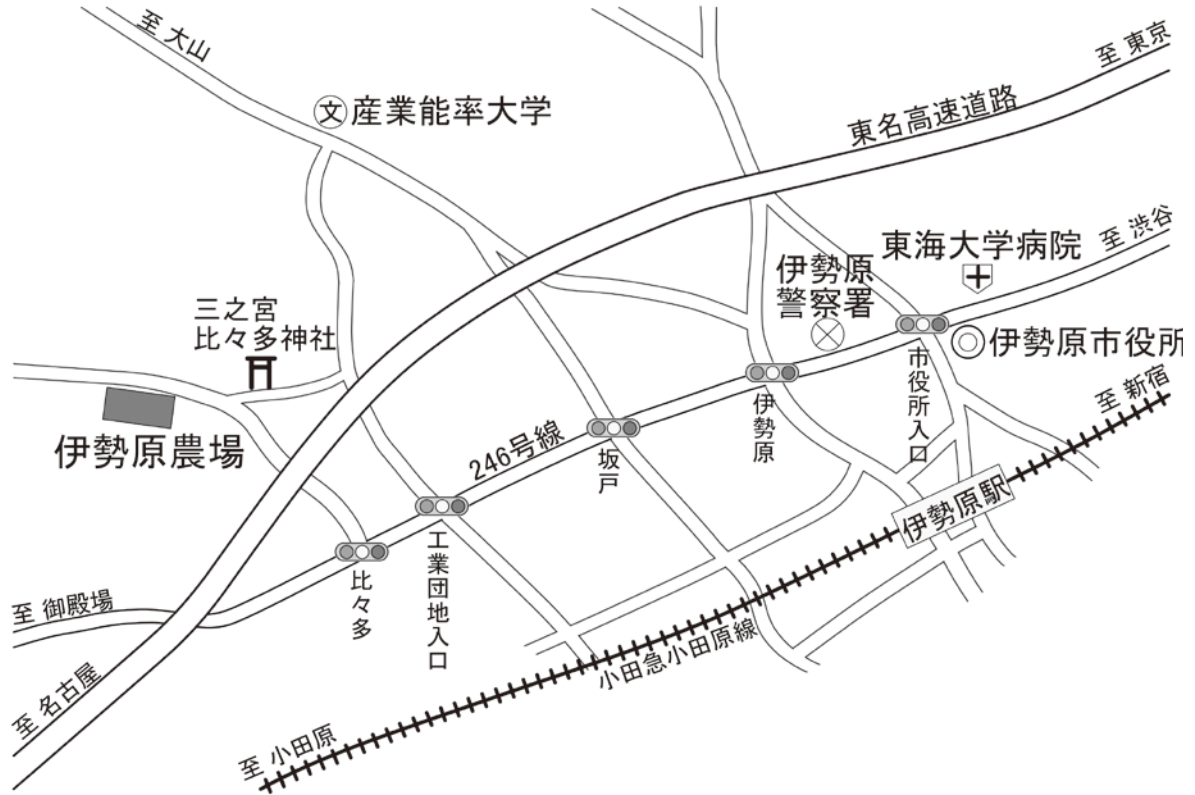 至 大山
文
産業能率大学
至 東京
東名高速道路
至 渋谷
東海大学病院
伊勢原
警察署
三之宮
比々多神社
伊勢原市役所
市役所入口
至 新宿
伊勢原
伊勢原農場
246号線
坂戸
伊勢原駅
工業団地入口
比々多
至 御殿場
小田急小田原線
至 名古屋
至 小田原